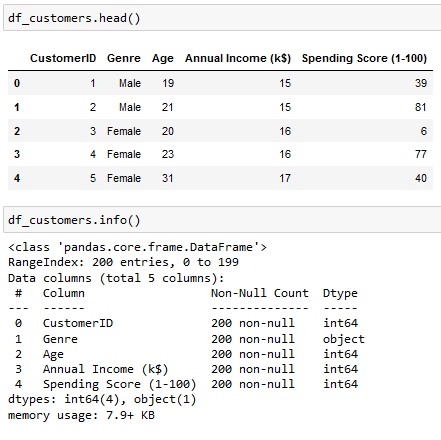 df_customers.head()
CustomerID Genre Age Annual Income (k$) Spending Score (1-100)
0 1 Male 19 15 39
1 2 Male 21 15 81
2 3 Female 20 16 6
3 4 Female 23 16 77
4 5 Female 31 17 40
df_customers.info()
<class 'pandas.core.frame.DataFrame'>
RangeIndex: 200 entries, 0 to 199
Data columns (total 5 columns):
# Column Non-Null Count Dtype
--- ------ -------------- -----
0 CustomerID 200 non-null int64
1 Genre 200 non-null object
2 Age 200 non-null int64
3 Annual Income (k$) 200 non-null int64
4 Spending Score (1-100) 200 non-null int64
dtypes: int64(4), object(1)
memory usage: 7.9+ KB